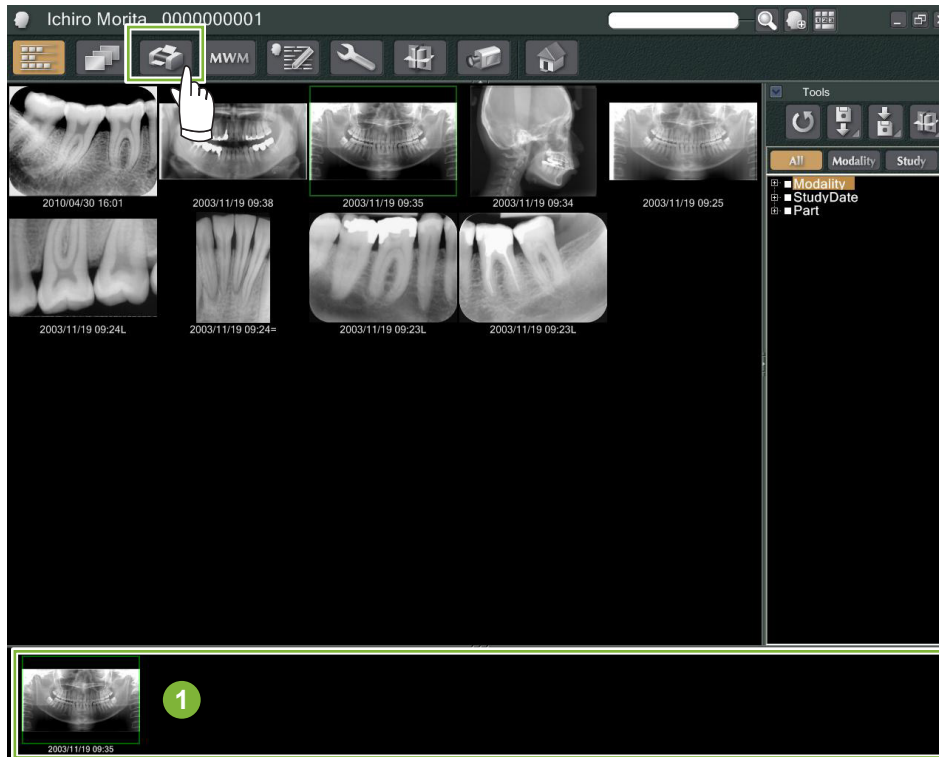 Ichiro Morita 0000000001
MWM
Tools
2010/04/30 16:01
2003/11/19 09:38
2003/11/19 09:35
2003/11/19 09:34
2003/11/19 09:25
All
Modality
Study
Modality
StudyDate
Part
2003/11/19 09:24L
2003/11/19 09:24=
2003/11/19 09:23L
2003/11/19 09:23L
1
2003/11/19 09:35